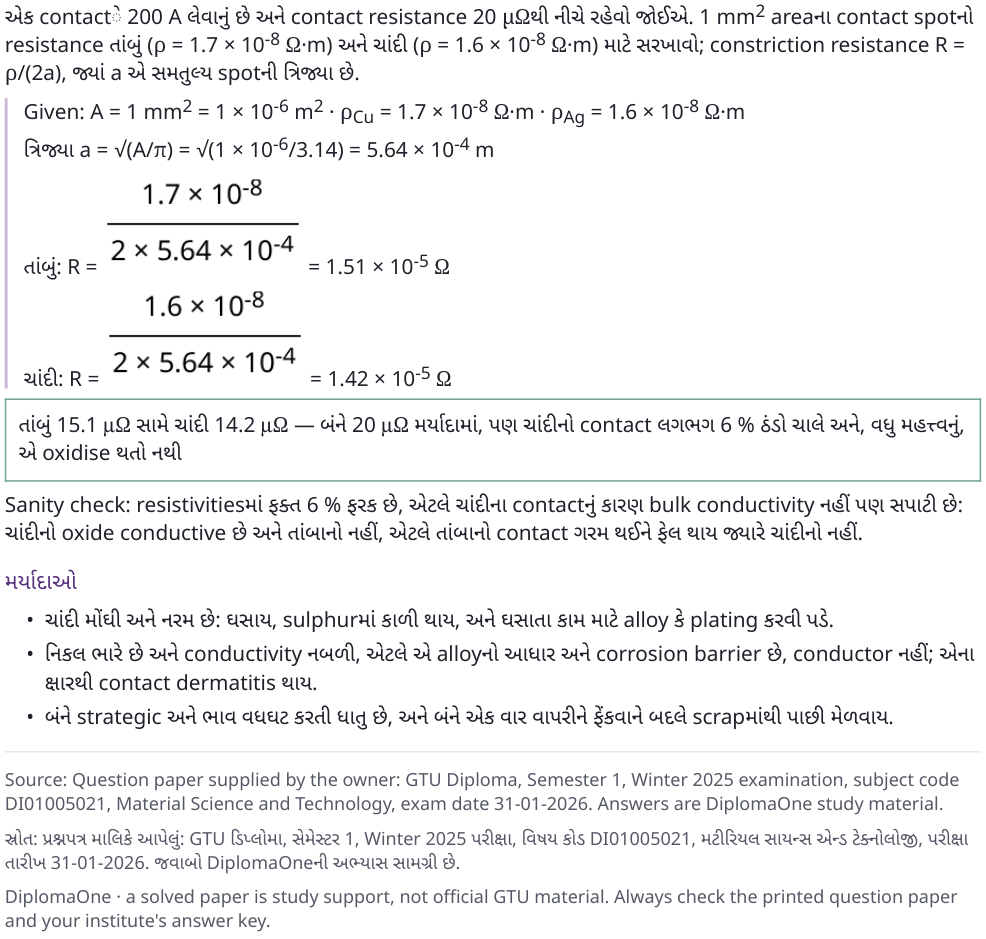 એક contactે 200 A લેવાનું છે અને contact resistance 20 μΩથી નીચે રહેવો જોઈએ. 1 mm² areaના contact spotનો
resistance તાંબું (ρ = 1.7 × 10⁻⁸ Ω·m) અને ચાંદી (ρ = 1.6 × 10⁻⁸ Ω·m) માટે સરખાવો; constriction resistance R =
ρ/(2a), જ્યાં a એ સમતુલ્ય spotની ત્રિજ્યા છે.
Given: A = 1 mm² = 1 × 10⁻⁶ m² · ρ_Cu = 1.7 × 10⁻⁸ Ω·m · ρ_Ag = 1.6 × 10⁻⁸ Ω·m
ત્રિજ્યા a = √(A/π) = √(1 × 10⁻⁶/3.14) = 5.64 × 10⁻⁴ m
1.7 × 10⁻⁸
2 × 5.64 × 10⁻⁴
તાંબું: R = = 1.51 × 10⁻⁵ Ω
1.6 × 10⁻⁸
2 × 5.64 × 10⁻⁴
ચાંદી: R = = 1.42 × 10⁻⁵ Ω
તાંબું 15.1 μΩ સામે ચાંદી 14.2 μΩ — બંને 20 μΩ મર્યાદામાં, પણ ચાંદીનો contact લગભગ 6 % ઠંડો ચાલે અને, વધુ મહત્ત્વનું,
એ oxidise થતો નથી
Sanity check: resistivitiesમાં ફક્ત 6 % ફરક છે, એટલે ચાંદીના contactનું કારણ bulk conductivity નહીં પણ સપાટી છે:
ચાંદીનો oxide conductive છે અને તાંબાનો નહીં, એટલે તાંબાનો contact ગરમ થઈને ફેલ થાય જ્યારે ચાંદીનો નહીં.
મર્યાદાઓ
• ચાંદી મોંઘી અને નરમ છે: ઘસાય, sulphurમાં કાળી થાય, અને ઘસાતા કામ માટે alloy કે plating કરવી પડે.
• નિકલ ભારે છે અને conductivity નબળી, એટલે એ alloyનો આધાર અને corrosion barrier છે, conductor નહીં; એના
ક્ષારથી contact dermatitis થાય.
• બંને strategic અને ભાવ વધઘટ કરતી ધાતુ છે, અને બંને એક વાર વાપરીને ફેંકવાને બદલે scrapમાંથી પાછી મેળવાય.
Source: Question paper supplied by the owner: GTU Diploma, Semester 1, Winter 2025 examination, subject code
DI01005021, Material Science and Technology, exam date 31-01-2026. Answers are DiplomaOne study material.
સ્રોત: પ્રશ્નપત્ર માલિકે આપેલું: GTU ડિપ્લોમા, સેમેસ્ટર 1, Winter 2025 પરીક્ષા, વિષય કોડ DI01005021, મટીરિયલ સાયન્સ એન્ડ ટેક્નોલોજી, પરીક્ષા
તારીખ 31-01-2026. જવાબો DiplomaOneની અભ્યાસ સામગ્રી છે.
DiplomaOne · a solved paper is study support, not official GTU material. Always check the printed question paper
and your institute's answer key.